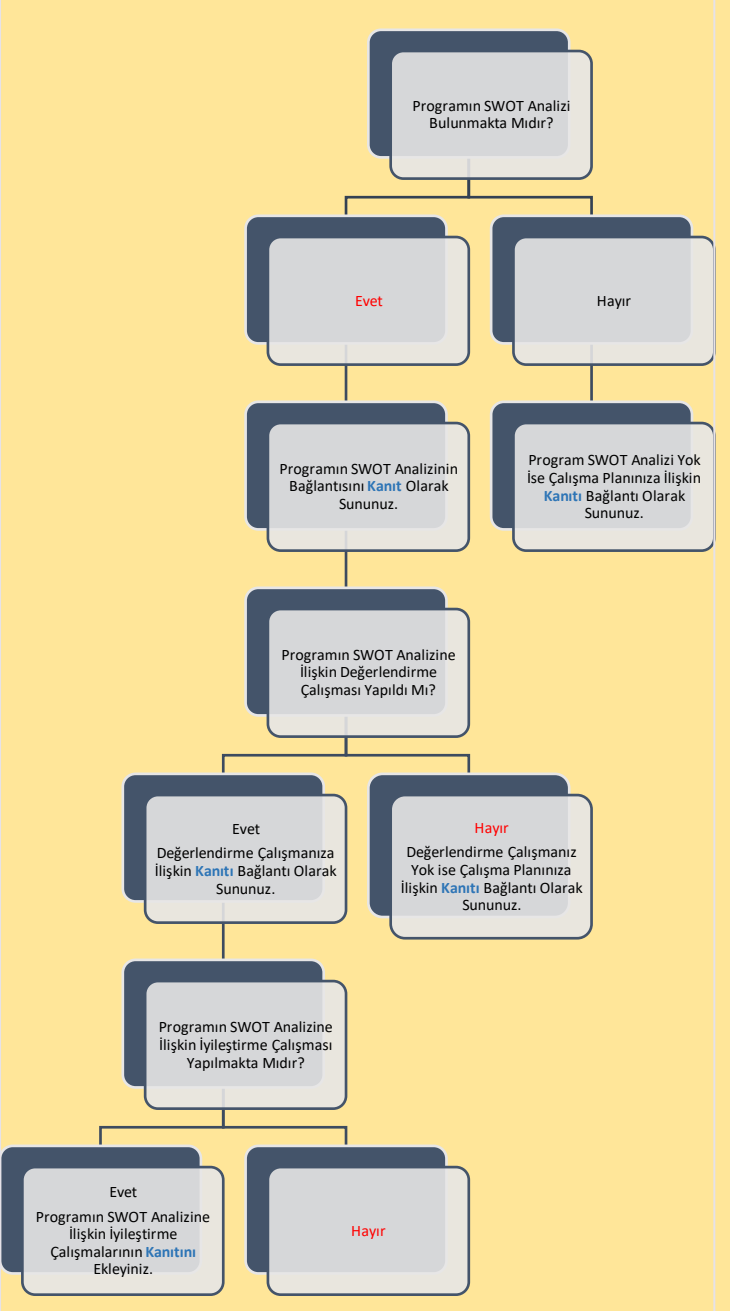 Programın SWOT Analizi
Bulunmakta Mıdır?
Evet
Hayır
Programın SWOT Analizinin
Bağlantısını Kanıt Olarak
Sununuz.
Program SWOT Analizi Yok
İse Çalışma Planınıza İlişkin
Kanıtı Bağlantı Olarak
Sununuz.
Programın SWOT Analizine
İlişkin Değerlendirme
Çalışması Yapıldı Mı?
Evet
Değerlendirme Çalışmanıza
İlişkin Kanıtı Bağlantı Olarak
Sununuz.
Hayır
Değerlendirme Çalışmanız
Yok ise Çalışma Planınıza
İlişkin Kanıtı Bağlantı Olarak
Sununuz.
Programın SWOT Analizine
İlişkin İyileştirme Çalışması
Yapılmakta Mıdır?
Evet
Programın SWOT Analizine
İlişkin İyileştirme
Çalışmalarının Kanıtını
Ekleyiniz.
Hayır